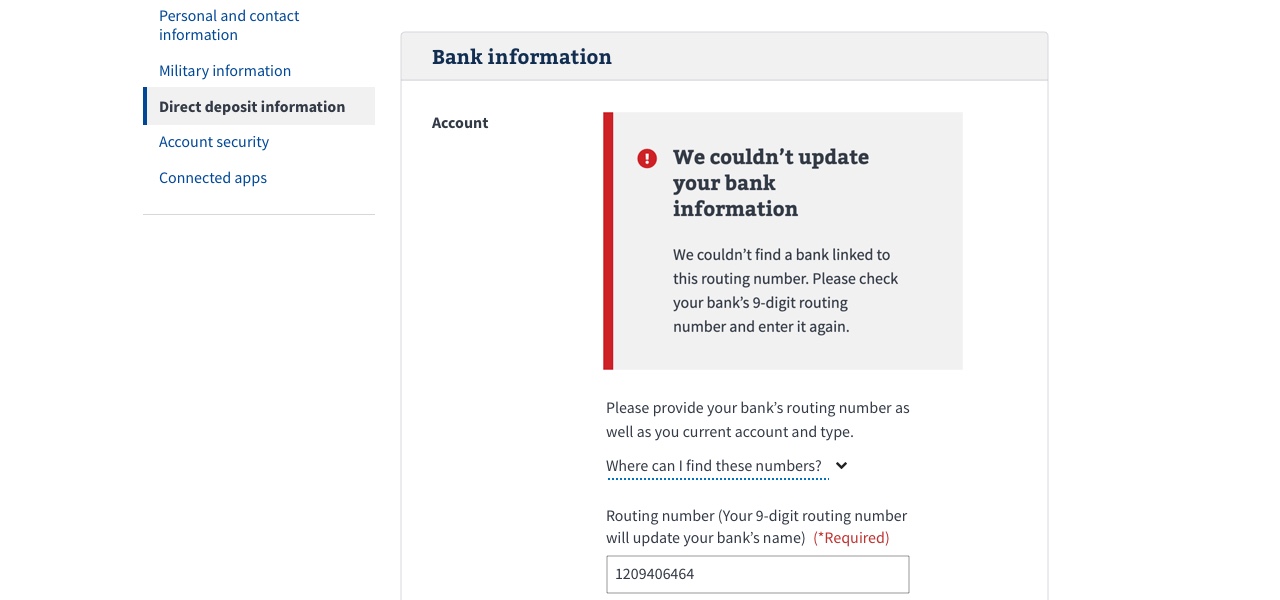 Personal and contact
information
Military information
Direct deposit information
Account security
Connected apps
Bank information
Account
We couldn’t update
your bank
information
We couldn’t find a bank linked to
this routing number. Please check
your bank’s 9-digit routing
number and enter it again.
Please provide your bank’s routing number as
well as you current account and type.
Where can I find these numbers?
Routing number (Your 9-digit routing number
will update your bank’s name) (*Required)
1209406464